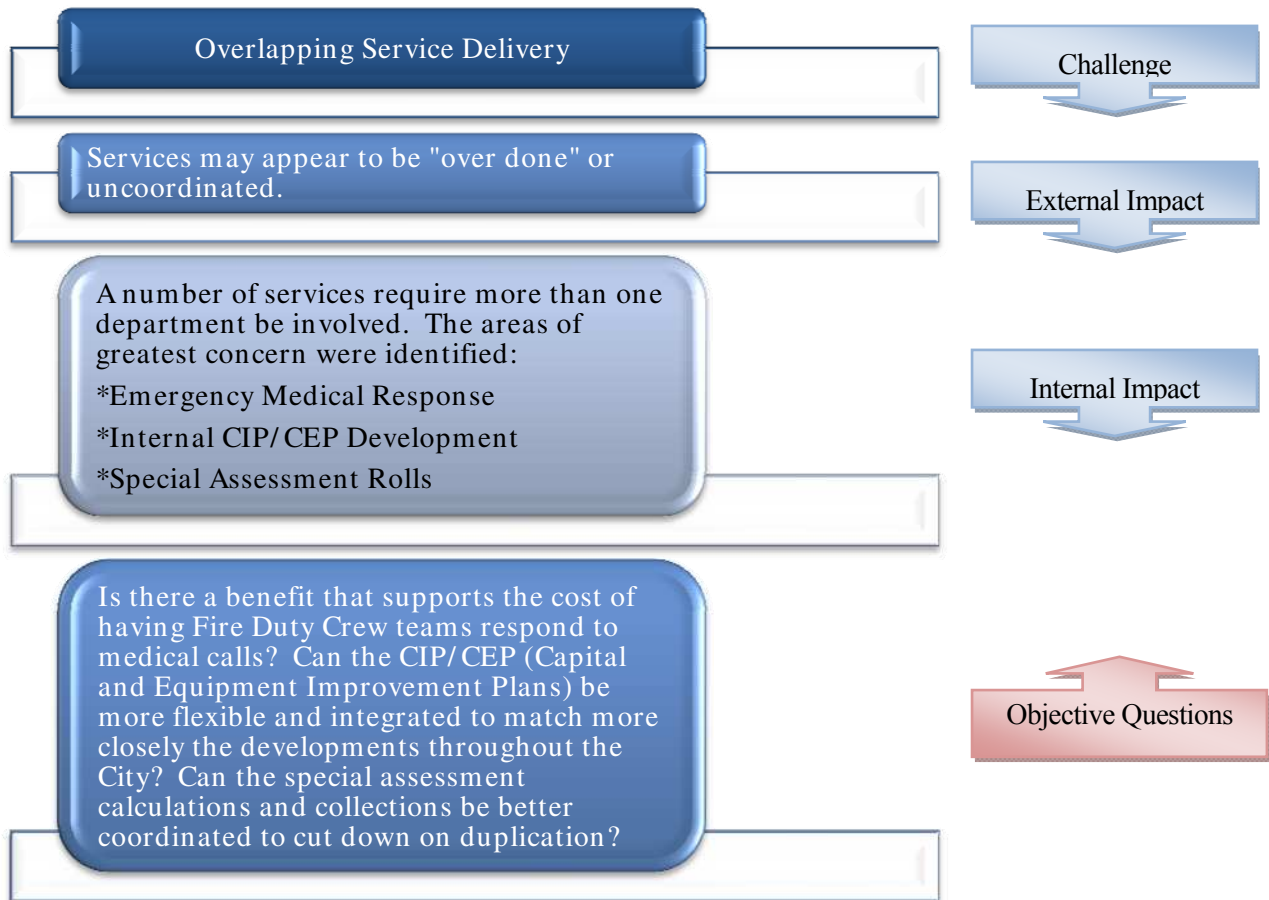 Overlapping Service Delivery
Challenge
Services may appear to be "over done" or
uncoordinated.
External Impact
A number of services require more than one
department be involved. The areas of
greatest concern were identified:
*Emergency Medical Response
*Internal CIP/CEP Development
*Special Assessment Rolls
Internal Impact
Is there a benefit that supports the cost of
having Fire Duty Crew teams respond to
medical calls? Can the CIP/CEP (Capital
and Equipment Improvement Plans) be
more flexible and integrated to match more
closely the developments throughout the
City? Can the special assessment
calculations and collections be better
coordinated to cut down on duplication?
Objective Questions